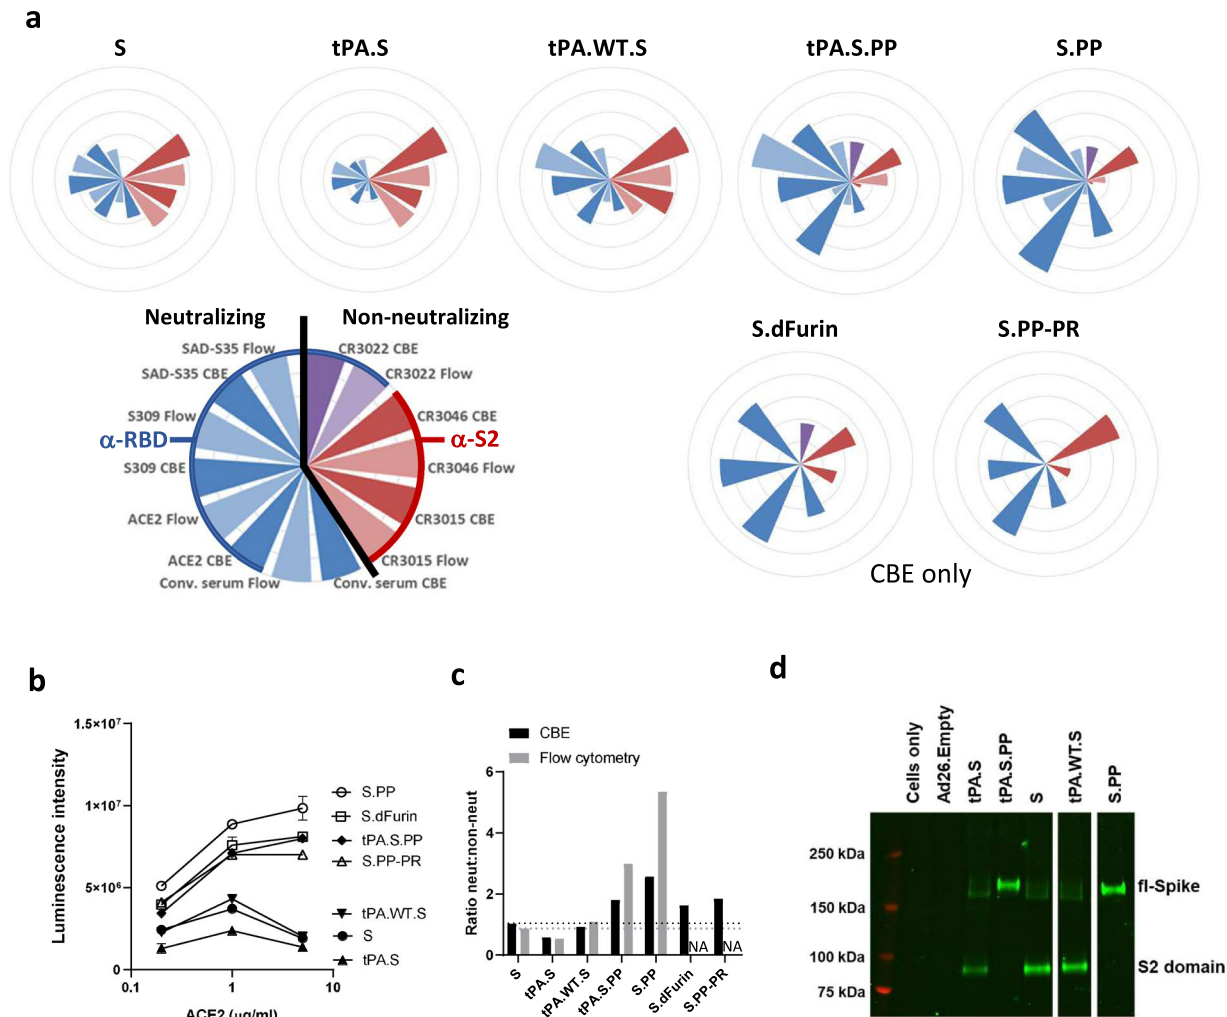 a
S
tPA.S
tPA.WT.S
tPA.S.PP
S.PP
Neutralizing
Non-neutralizing
SAD-S35 Flow
CR3022 CBE
SAD-S35 CBE
CR3022 Flow
S309 Flow
CR3046 CBE
α-RBD
α-S2
S309 CBE
CR3046 Flow
ACE2 Flow
CR3015 CBE
ACE2 CBE
CR3015 Flow
Conv. serum Flow
Conv. serum CBE
S.dFurin
S.PP-PR
CBE only
b
Luminescence intensity
1.5×10⁷
1×10⁷
5×10⁶
0
0.1
1
10
ACE2 (µg/ml)
S.PP
S.dFurin
tPA.S.PP
S.PP-PR
tPA.WT.S
S
tPA.S
c
CBE
Flow cytometry
Ratio neut:non-neut
6
4
2
0
NA
NA
S
tPA.S
tPA.WT.S
tPA.S.PP
S.PP
S.dFurin
S.PP-PR
d
Cells only
Ad26.Empty
tPA.S
tPA.S.PP
S
tPA.WT.S
S.PP
250 kDa
150 kDa
100 kDa
75 kDa
fl-Spike
S2 domain